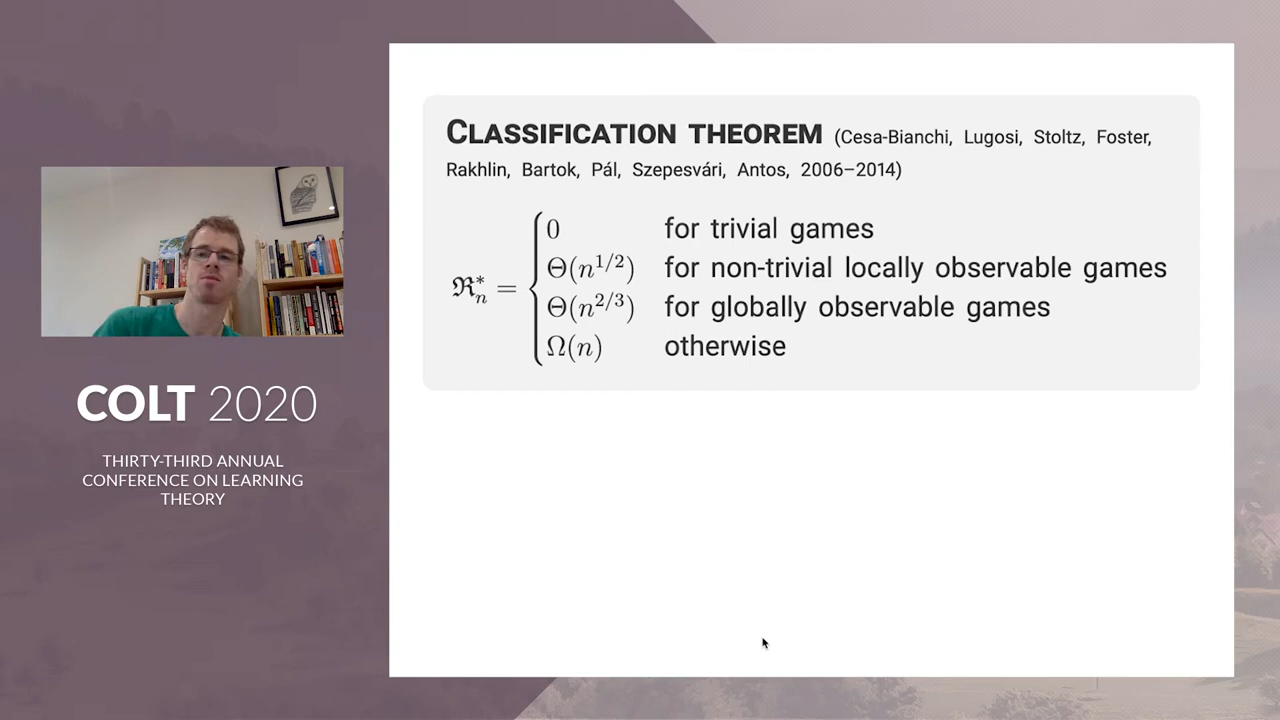 COLT 2020
THIRTY-THIRD ANNUAL
CONFERENCE ON LEARNING
THEORY
CLASSIFICATION THEOREM (Cesa-Bianchi, Lugosi, Stoltz, Foster,
Rakhlin, Bartok, Pál, Szepesvári, Antos, 2006–2014)
ℜ*ₙ =
0 for trivial games
Θ(n^{1/2}) for non-trivial locally observable games
Θ(n^{2/3}) for globally observable games
Ω(n) otherwise